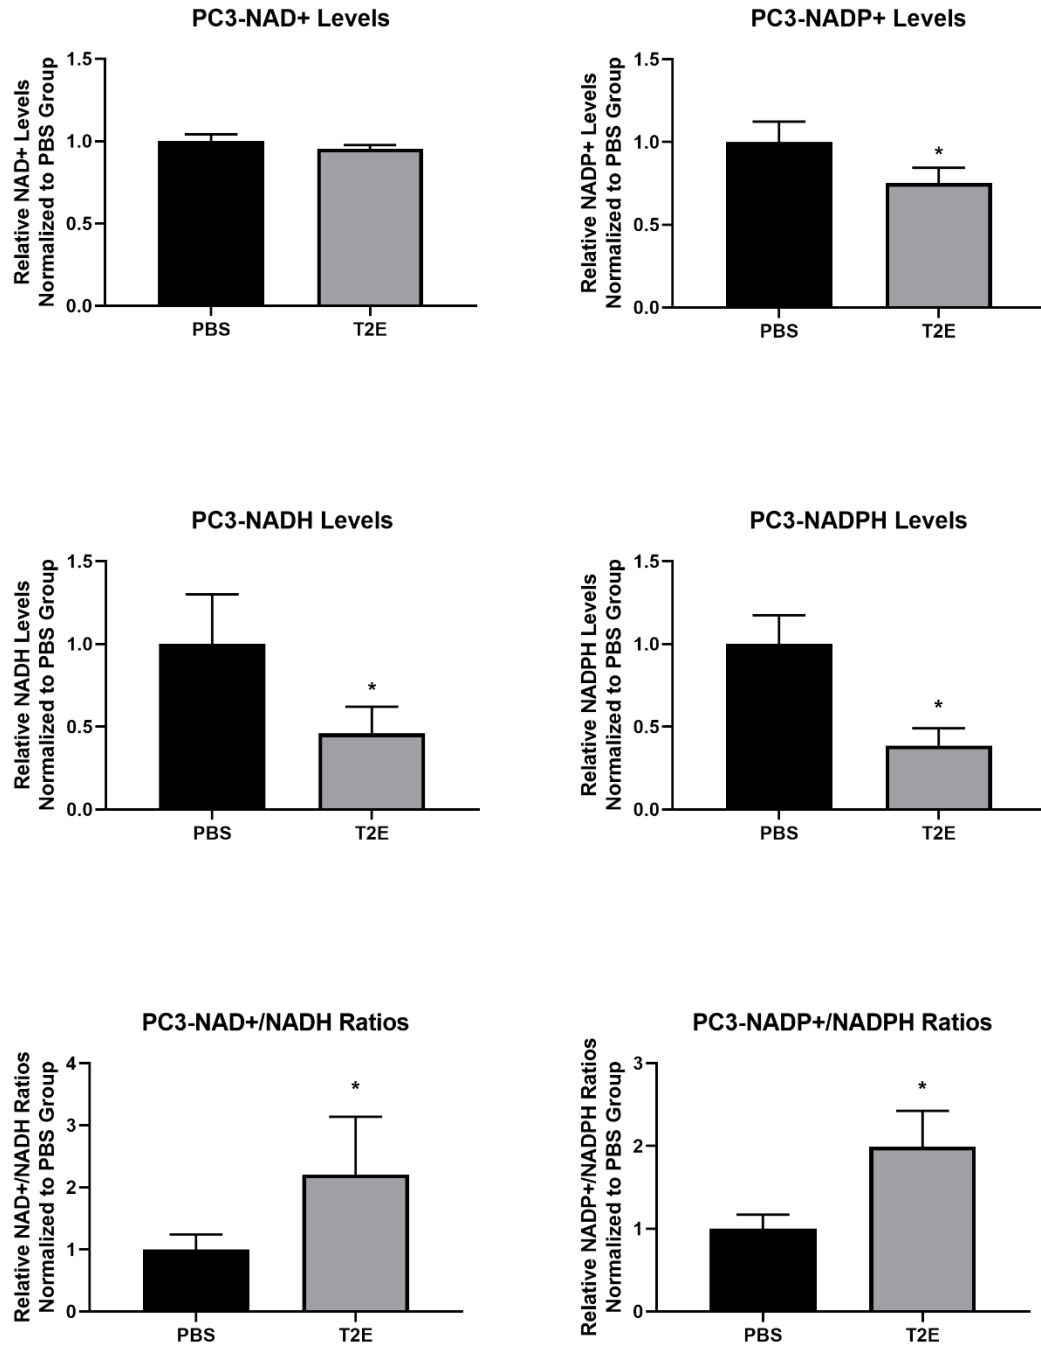 PC3-NAD+ Levels
Relative NAD+ Levels
Normalized to PBS Group
1.5
1.0
0.5
0.0
PBS
T2E
PC3-NADP+ Levels
Relative NADP+ Levels
Normalized to PBS Group
1.5
1.0
0.5
0.0
*
PBS
T2E
PC3-NADH Levels
Relative NADH Levels
Normalized to PBS Group
1.5
1.0
0.5
0.0
*
PBS
T2E
PC3-NADPH Levels
Relative NADPH Levels
Normalized to PBS Group
1.5
1.0
0.5
0.0
*
PBS
T2E
PC3-NAD+/NADH Ratios
Relative NAD+/NADH Ratios
Normalized to PBS Group
4
3
2
1
0
*
PBS
T2E
PC3-NADP+/NADPH Ratios
Relative NADP+/NADPH Ratios
Normalized to PBS Group
3
2
1
0
*
PBS
T2E